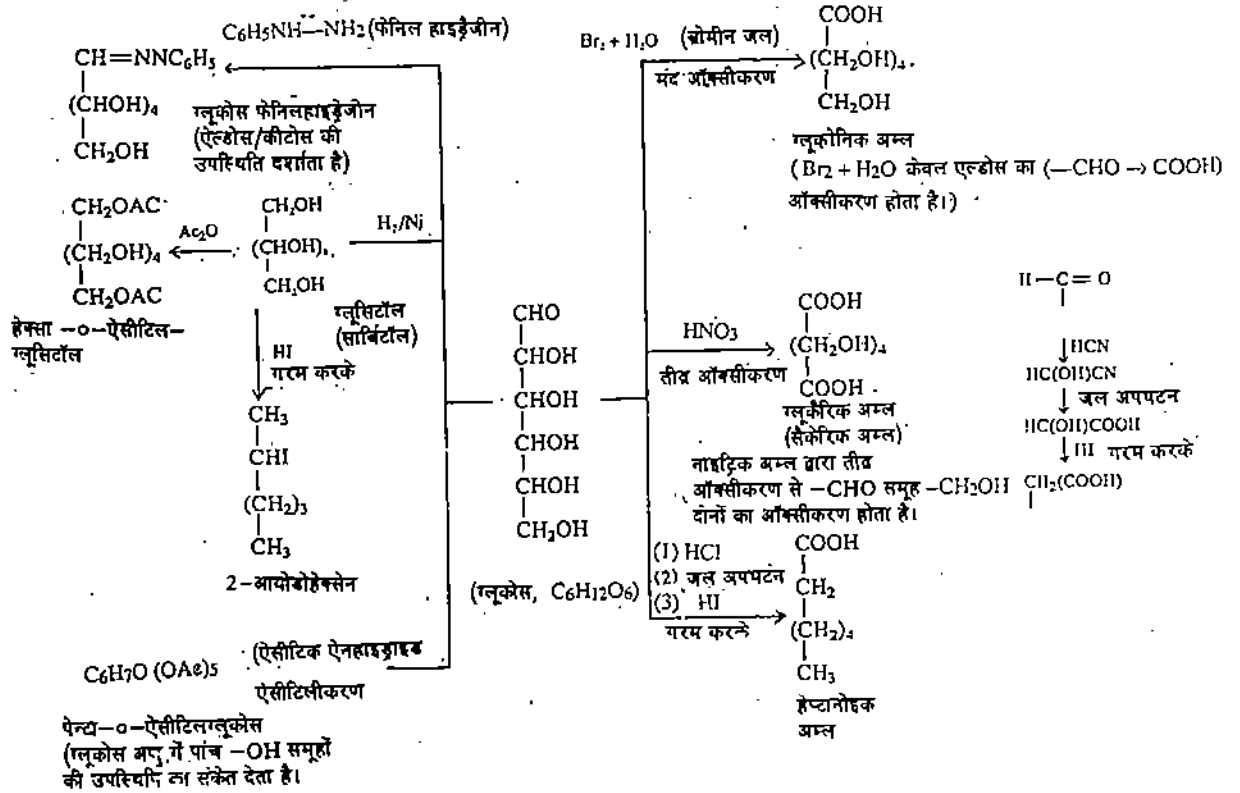 C6H5NH—NH2 (फेनिल हाइड्रैजीन)
CH=NNC6H5
(CHOH)4
CH2OH
ग्लूकोस फेनिलहाइड्रेजोन
(ऐल्डोस/कीटोस की
उपस्थिति दर्शाता है)
CH2OAC
(CH2OH)4
CH2OAC
हेक्सा -o-ऐसीटिल-
ग्लूसिटॉल
Ac2O
CH2OH
(CHOH)4
CH2OH
H2/Ni
ग्लूसिटॉल
(सार्बिटॉल)
HI
गरम करके
CH3
CHI
(CH2)3
CH3
2-आयोडोहेक्सेन
C6H7O (OAe)5
(ऐसीटिक ऐनहाइड्राइड
ऐसीटिलीकरण
पेन्टा-o-ऐसीटिलग्लूकोस
(ग्लूकोस अणु में पांच -OH समूहों
की उपस्थिति का संकेत देता है।
CHO
CHOH
CHOH
CHOH
CHOH
CH2OH
(ग्लूकोस, C6H12O6)
Br2 + H2O (ब्रोमीन जल)
मंद ऑक्सीकरण
COOH
(CH2OH)4
CH2OH
ग्लूकोनिक अम्ल
(Br2 + H2O केवल एल्डोस का (—CHO → COOH)
ऑक्सीकरण होता है।)
HNO3
तीव्र ऑक्सीकरण
COOH
(CH2OH)4
COOH
ग्लूकैरिक अम्ल
(सैकेरिक अम्ल)
नाइट्रिक अम्ल द्वारा तीव्र
ऑक्सीकरण से -CHO समूह -CH2OH
दोनों का ऑक्सीकरण होता है।
H—C=O
HCN
HC(OH)CN
जल अपघटन
HC(OH)COOH
HI गरम करके
CH2(COOH)
(1) HCl
(2) जल अपघटन
(3) HI
गरम करके
COOH
CH2
(CH2)4
CH3
हेप्टानोइक
अम्ल